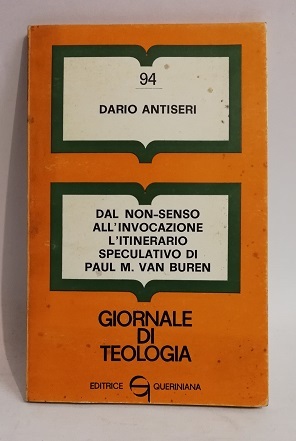 94
DARIO ANTISERI
DAL NON-SENSO
ALL'INVOCAZIONE
L'ITINERARIO
SPECULATIVO DI
PAUL M. VAN BUREN
GIORNALE
DI
TEOLOGIA
EDITRICE QUERINIANA